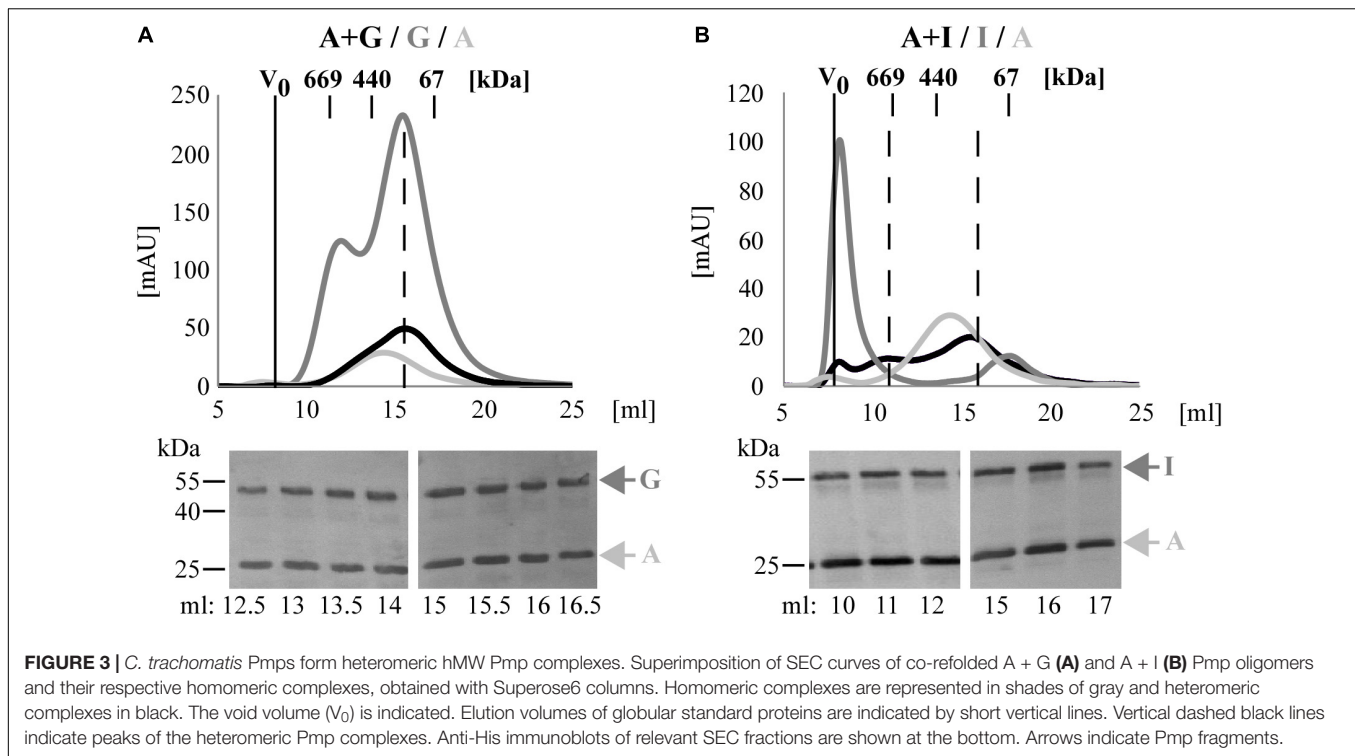 A
A+G / G / A
V0 669 440 67 [kDa]
250
200
150
100
50
0
[mAU]
5 10 15 20 25 [ml]
kDa
55
40
25
G
A
ml: 12.5 13 13.5 14 15 15.5 16 16.5
B
A+I / I / A
V0 669 440 67 [kDa]
120
100
80
60
40
20
0
[mAU]
5 10 15 20 25 [ml]
kDa
55
25
I
A
ml: 10 11 12 15 16 17
FIGURE 3 | C. trachomatis Pmps form heteromeric hMW Pmp complexes. Superimposition of SEC curves of co-refolded A + G (A) and A + I (B) Pmp oligomers
and their respective homomeric complexes, obtained with Superose6 columns. Homomeric complexes are represented in shades of gray and heteromeric
complexes in black. The void volume (V0) is indicated. Elution volumes of globular standard proteins are indicated by short vertical lines. Vertical dashed black lines
indicate peaks of the heteromeric Pmp complexes. Anti-His immunoblots of relevant SEC fractions are shown at the bottom. Arrows indicate Pmp fragments.